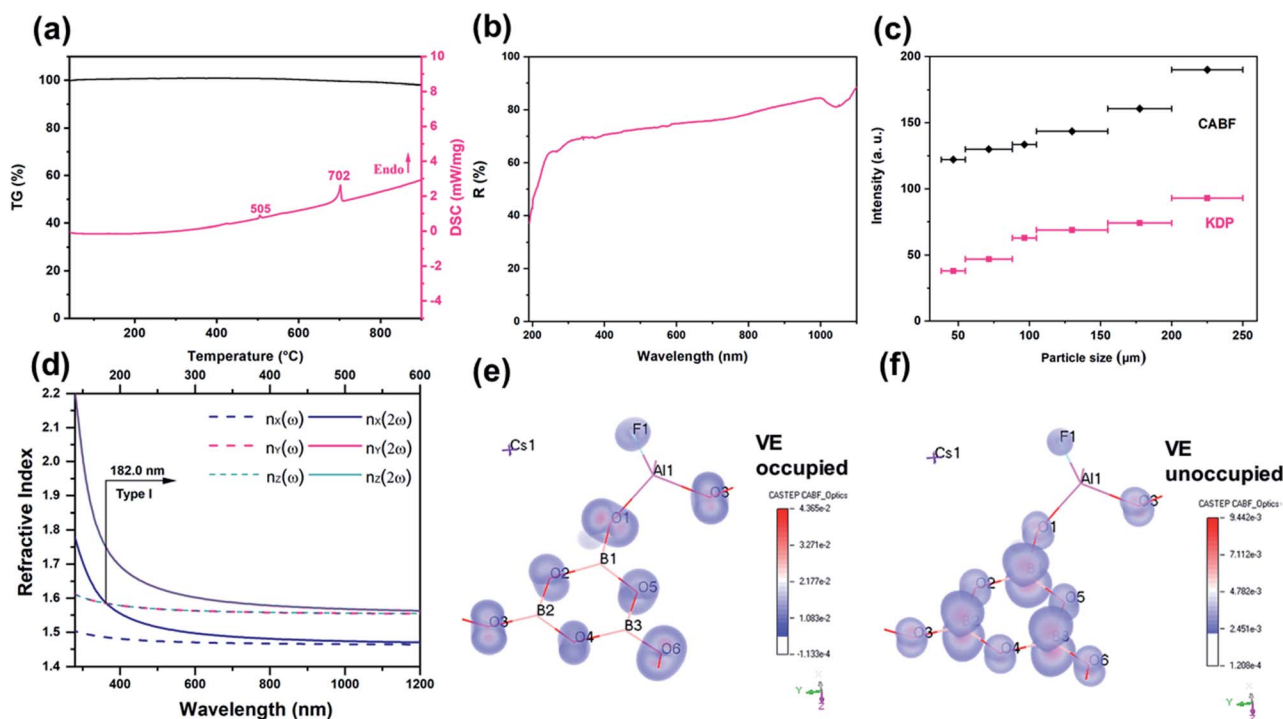 (a)
100
80
60
40
20
0
TG (%)
200
400
600
800
Temperature (°C)
10
8
6
4
2
0
-2
-4
DSC (mW/mg)
505
702
Endo
(b)
100
80
60
40
20
0
R (%)
200
400
600
800
1000
Wavelength (nm)
(c)
200
150
100
50
0
Intensity (a. u.)
50
100
150
200
250
Particle size (μm)
CABF
KDP
(d)
200
300
400
500
600
2.2
2.1
2.0
1.9
1.8
1.7
1.6
1.5
1.4
Refractive Index
nX(ω) nX(2ω)
nY(ω) nY(2ω)
nZ(ω) nZ(2ω)
182.0 nm
Type I
400
600
800
1000
1200
Wavelength (nm)
(e)
VE
occupied
CASTEP CABF_Optics
4.365e-2
3.271e-2
2.177e-2
1.083e-2
-1.133e-4
Cs1
F1
Al1
O3
O1
B1
O2
O5
B2
B3
O3
O4
O6
X
Y
Z
(f)
VE
unoccupied
CASTEP CABF_Optics
9.442e-3
7.112e-3
4.782e-3
2.451e-3
1.208e-4
Cs1
F1
Al1
O3
O1
O2
O5
B3
O3
O4
O6
X
Y
Z